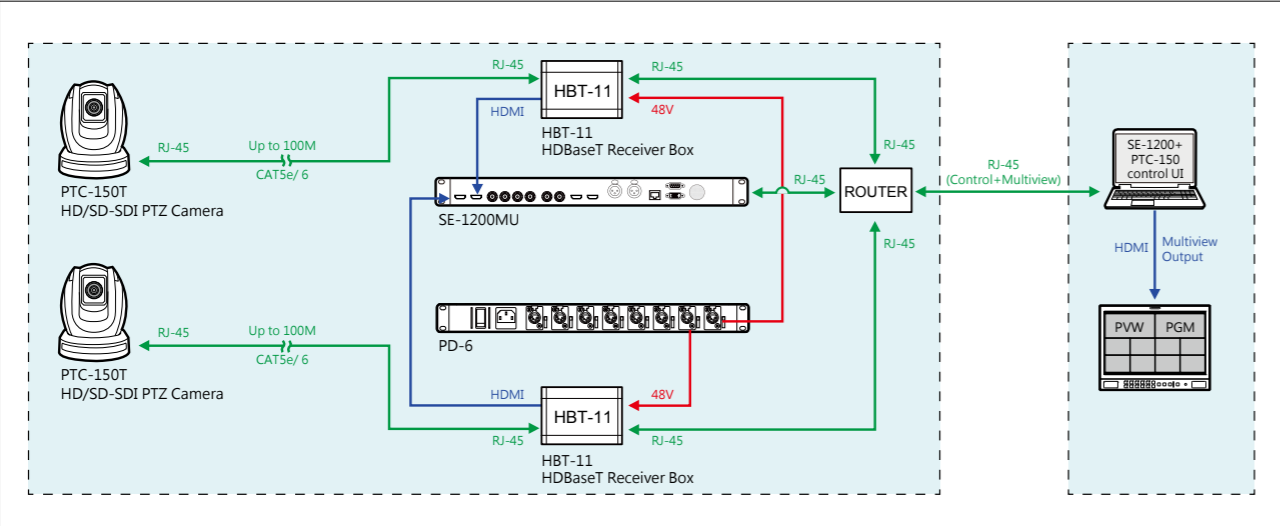 RJ-45
HBT-11
RJ-45
HDMI
48V
HBT-11
HDBaseT Receiver Box
RJ-45
Up to 100M
CAT5e/ 6
PTC-150T
HD/SD-SDI PTZ Camera
SE-1200MU
RJ-45
RJ-45
ROUTER
RJ-45
RJ-45
(Control+Multiview)
SE-1200+
PTC-150
control UI
HDMI
Multiview
Output
PVW
PGM
PD-6
RJ-45
Up to 100M
CAT5e/ 6
PTC-150T
HD/SD-SDI PTZ Camera
HDMI
48V
HBT-11
RJ-45
RJ-45
HBT-11
HDBaseT Receiver Box